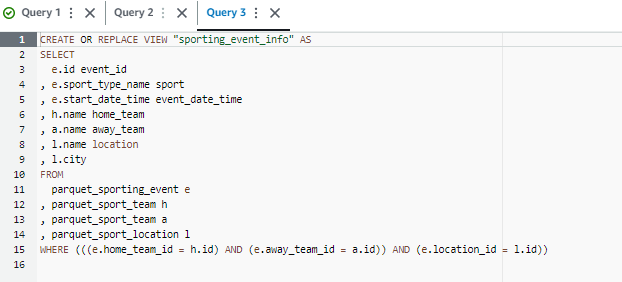 Query 1 ⋮ × Query 2 ⋮ × Query 3 ⋮ ×
1 CREATE OR REPLACE VIEW "sporting_event_info" AS
2 SELECT
3 e.id event_id
4 , e.sport_type_name sport
5 , e.start_date_time event_date_time
6 , h.name home_team
7 , a.name away_team
8 , l.name location
9 , l.city
10 FROM
11 parquet_sporting_event e
12 , parquet_sport_team h
13 , parquet_sport_team a
14 , parquet_sport_location l
15 WHERE (((e.home_team_id = h.id) AND (e.away_team_id = a.id)) AND (e.location_id = l.id))
16